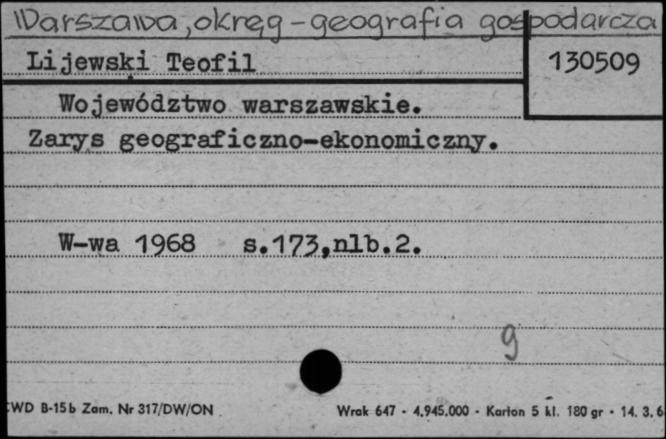 Warszawa, okręg - geografia gospodarcza
Lijewski Teofil 130509
Województwo warszawskie.
Zarys geograficzno-ekonomiczny.
W-wa 1968 s.173,nlb.2.
9
CWD B-15b Zam. Nr 317/DW/ON Wrak 647 - 4.945.000 - Karton 5 kl. 180 gr - 14. 3. 6